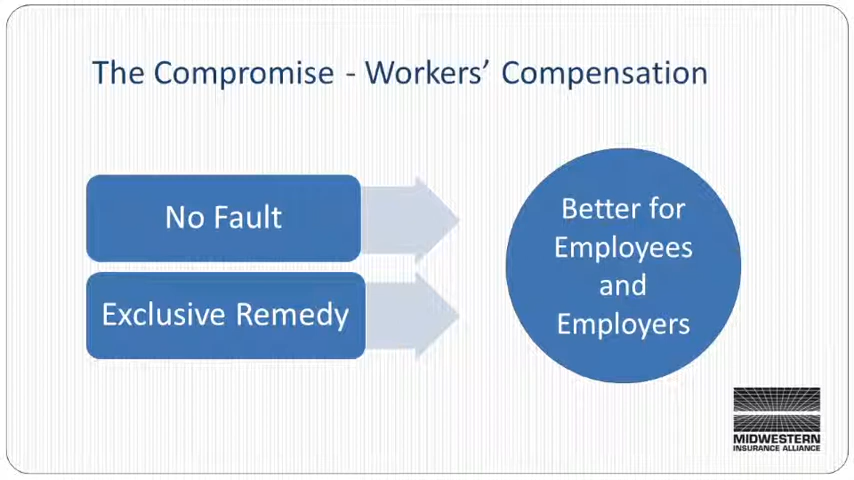 The Compromise - Workers’ Compensation
No Fault
Exclusive Remedy
Better for
Employees
and
Employers
MIDWESTERN
INSURANCE ALLIANCE